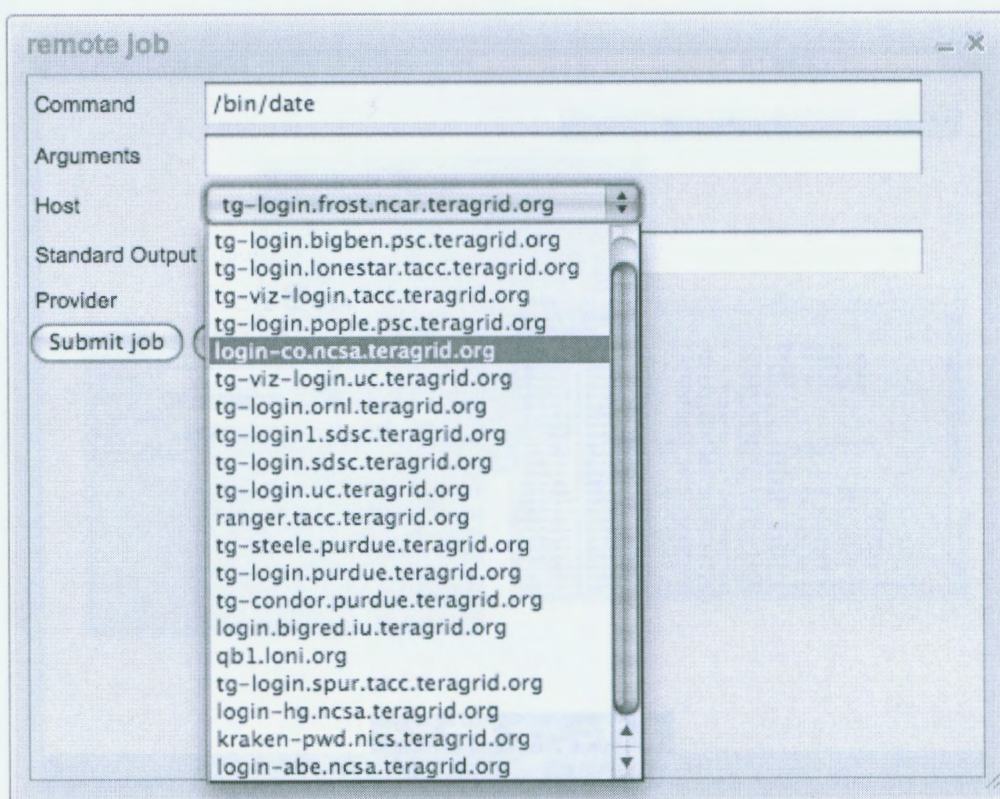 remote job
Command /bin/date
Arguments
Host tg-login.frost.ncar.teragrid.org
tg-login.bigben.psc.teragrid.org
Standard Output
tg-login.lonestar.tacc.teragrid.org
tg-viz-login.tacc.teragrid.org
Provider
tg-login.pople.psc.teragrid.org
Submit job
login-co.ncsa.teragrid.org
tg-viz-login.uc.teragrid.org
tg-login.ornl.teragrid.org
tg-login1.sdsc.teragrid.org
tg-login.sdsc.teragrid.org
tg-login.uc.teragrid.org
ranger.tacc.teragrid.org
tg-steele.purdue.teragrid.org
tg-login.purdue.teragrid.org
tg-condor.purdue.teragrid.org
login.bigred.iu.teragrid.org
qb1.loni.org
tg-login.spur.tacc.teragrid.org
login-hg.ncsa.teragrid.org
kraken-pwd.nics.teragrid.org
login-abe.ncsa.teragrid.org